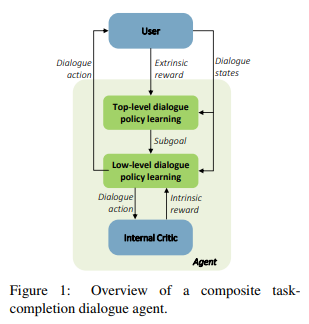 User
Dialogue
action
Extrinsic
reward
Dialogue
states
Top-level dialogue
policy learning
Subgoal
Low-level dialogue
policy learning
Dialogue
action
Intrinsic
reward
Internal Critic
Agent
Figure 1: Overview of a composite task-
completion dialogue agent.